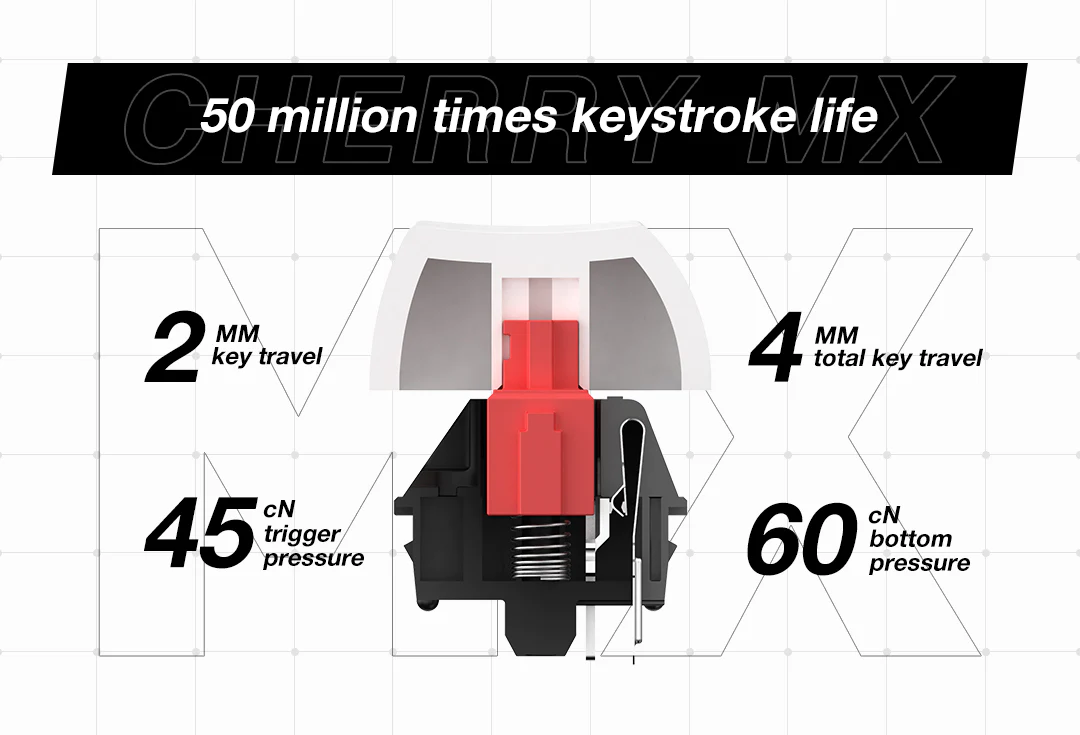 CHERRY MX
50 million times keystroke life
MX
2 MM
key travel
4 MM
total key travel
45 cN
trigger
pressure
60 cN
bottom
pressure